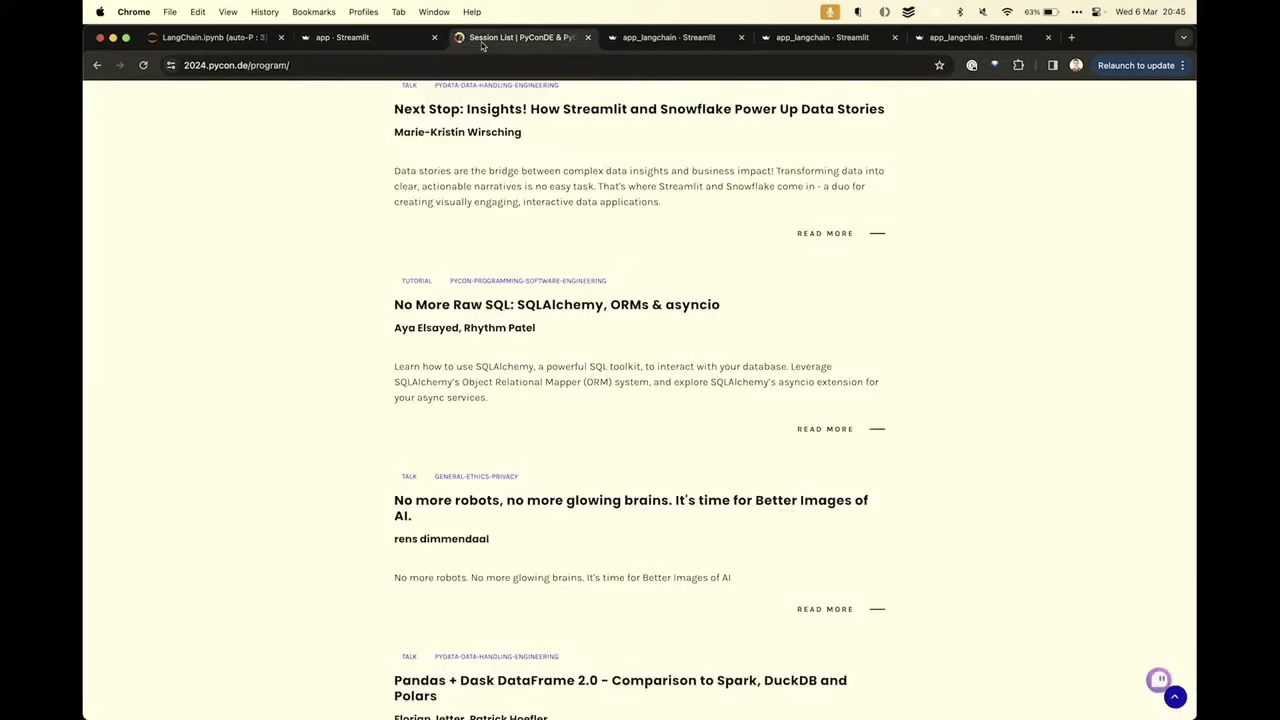 Chrome File Edit View History Bookmarks Profiles Tab Window Help 63% Wed 6 Mar 20:45
LangChain.ipynb (auto-P : 3) app · Streamlit Session List | PyConDE & PyD app_langchain · Streamlit app_langchain · Streamlit app_langchain · Streamlit
2024.pycon.de/program/ Relaunch to update
TALK PYDATA-DATA-HANDLING-ENGINEERING
Next Stop: Insights! How Streamlit and Snowflake Power Up Data Stories
Marie-Kristin Wirsching
Data stories are the bridge between complex data insights and business impact! Transforming data into
clear, actionable narratives is no easy task. That's where Streamlit and Snowflake come in - a duo for
creating visually engaging, interactive data applications.
READ MORE
TUTORIAL PYCON-PROGRAMMING-SOFTWARE-ENGINEERING
No More Raw SQL: SQLAlchemy, ORMs & asyncio
Aya Elsayed, Rhythm Patel
Learn how to use SQLAlchemy, a powerful SQL toolkit, to interact with your database. Leverage
SQLAlchemy's Object Relational Mapper (ORM) system, and explore SQLAlchemy's asyncio extension for
your async services.
READ MORE
TALK GENERAL-ETHICS-PRIVACY
No more robots, no more glowing brains. It's time for Better Images of
AI.
rens dimmendaal
No more robots. No more glowing brains. It's time for Better Images of AI
READ MORE
TALK PYDATA-DATA-HANDLING-ENGINEERING
Pandas + Dask DataFrame 2.0 - Comparison to Spark, DuckDB and
Polars
Florian Jetter, Patrick Hoefler